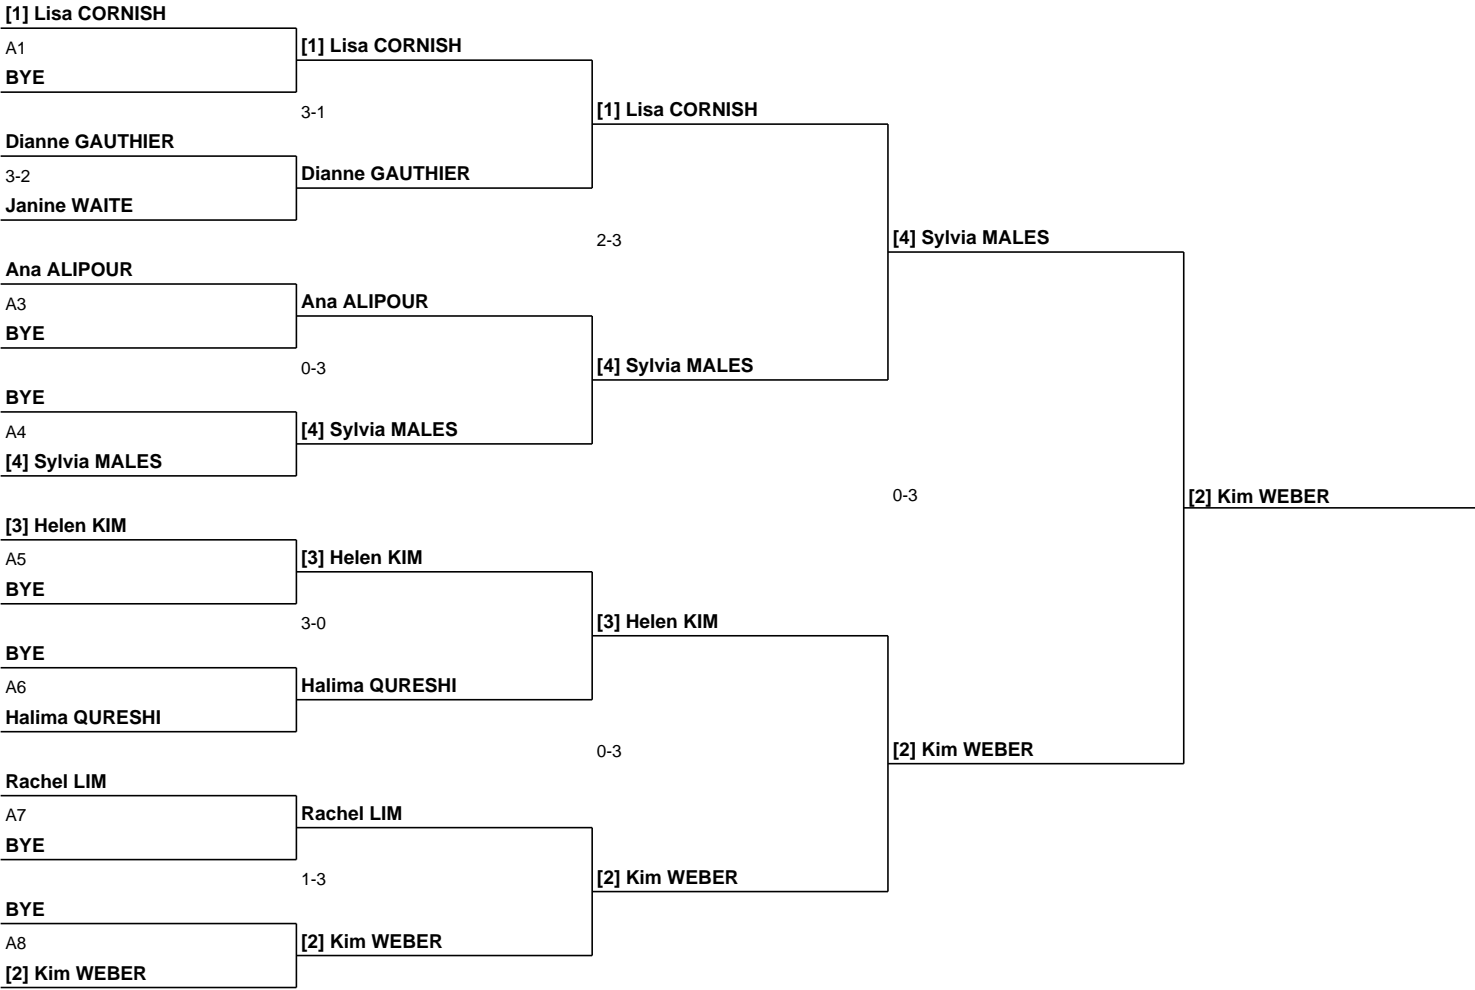 [1] Lisa CORNISH
A1
[1] Lisa CORNISH
BYE
3-1
[1] Lisa CORNISH
Dianne GAUTHIER
3-2
Dianne GAUTHIER
Janine WAITE
2-3
[4] Sylvia MALES
Ana ALIPOUR
A3
Ana ALIPOUR
BYE
0-3
[4] Sylvia MALES
BYE
A4
[4] Sylvia MALES
[4] Sylvia MALES
0-3
[2] Kim WEBER
[3] Helen KIM
A5
[3] Helen KIM
BYE
3-0
[3] Helen KIM
BYE
A6
Halima QURESHI
Halima QURESHI
0-3
[2] Kim WEBER
Rachel LIM
A7
Rachel LIM
BYE
1-3
[2] Kim WEBER
BYE
A8
[2] Kim WEBER
[2] Kim WEBER